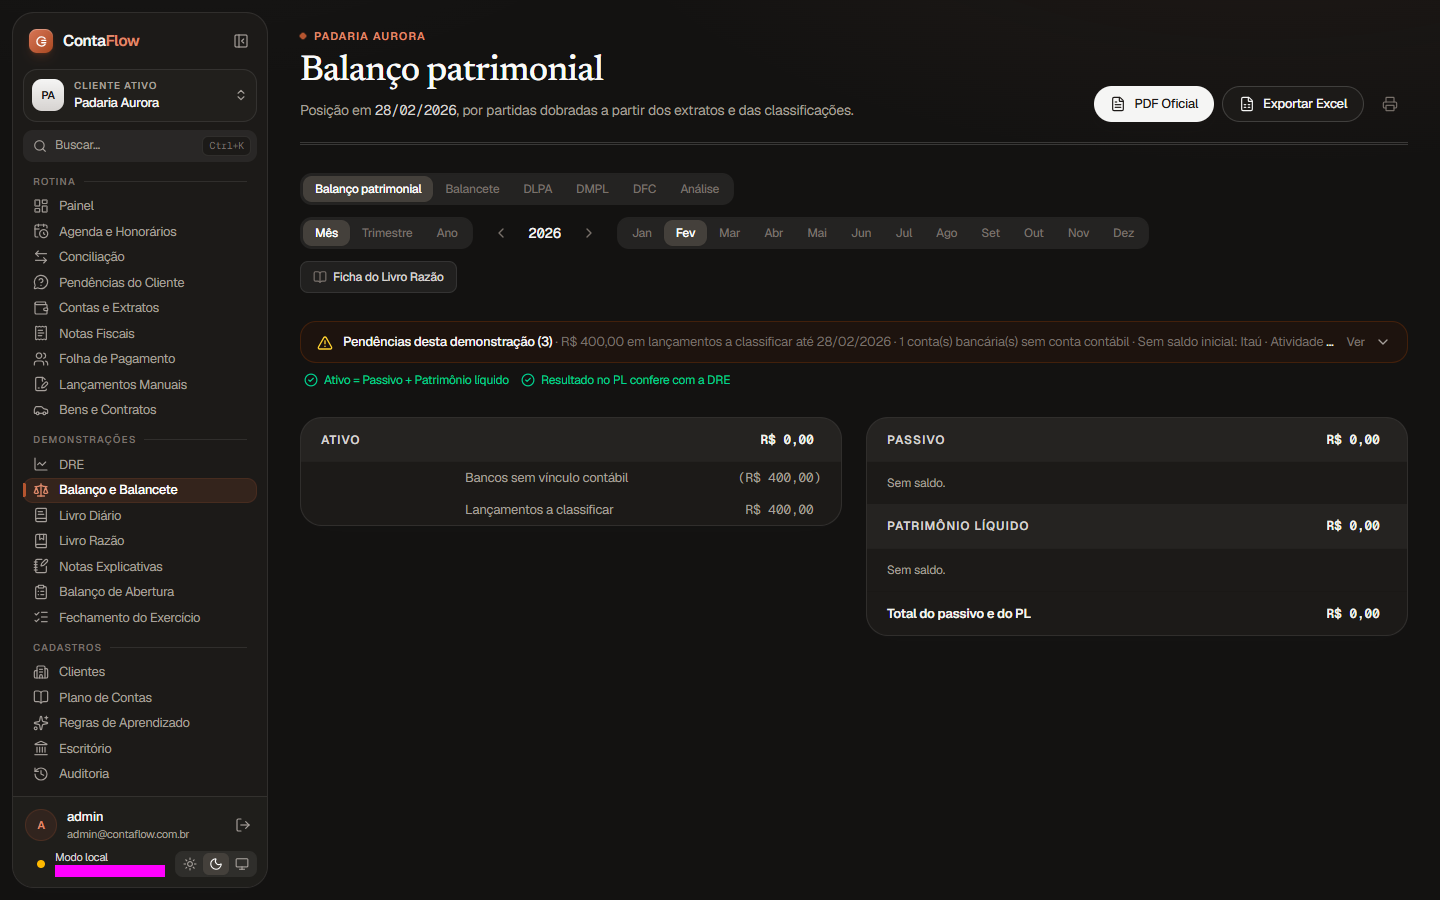 ContaFlow
PA
CLIENTE ATIVO
Padaria Aurora
Buscar...
Ctrl+K
ROTINA
Painel
Agenda e Honorários
Conciliação
Pendências do Cliente
Contas e Extratos
Notas Fiscais
Folha de Pagamento
Lançamentos Manuais
Bens e Contratos
DEMONSTRAÇÕES
DRE
Balanço e Balancete
Livro Diário
Livro Razão
Notas Explicativas
Balanço de Abertura
Fechamento do Exercício
CADASTROS
Clientes
Plano de Contas
Regras de Aprendizado
Escritório
Auditoria
A
admin
admin@contaflow.com.br
Modo local
PADARIA AURORA
Balanço patrimonial
Posição em 28/02/2026, por partidas dobradas a partir dos extratos e das classificações.
PDF Oficial
Exportar Excel
Balanço patrimonial Balancete DLPA DMPL DFC Análise
Mês Trimestre Ano 2026 Jan Fev Mar Abr Mai Jun Jul Ago Set Out Nov Dez
Ficha do Livro Razão
Pendências desta demonstração (3) · R$ 400,00 em lançamentos a classificar até 28/02/2026 · 1 conta(s) bancária(s) sem conta contábil · Sem saldo inicial: Itaú · Atividade ... Ver
Ativo = Passivo + Patrimônio líquido Resultado no PL confere com a DRE
ATIVO R$ 0,00
Bancos sem vínculo contábil (R$ 400,00)
Lançamentos a classificar R$ 400,00
PASSIVO R$ 0,00
Sem saldo.
PATRIMÔNIO LÍQUIDO R$ 0,00
Sem saldo.
Total do passivo e do PL R$ 0,00